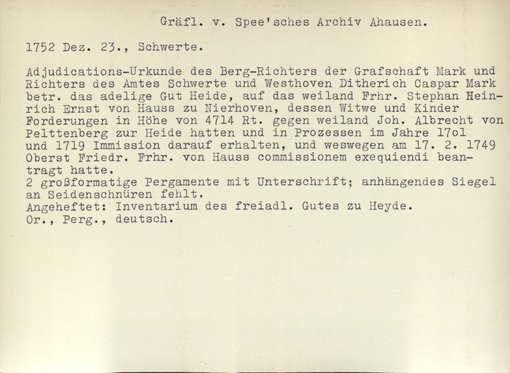 Gräfl. v. Spee'sches Archiv Ahausen.
1752 Dez. 23., Schwerte.
Adjudications-Urkunde des Berg-Richters der Grafschaft Mark und
Richters des Amtes Schwerte und Westhoven Ditherich Caspar Mark
betr. das adelige Gut Heide, auf das weiland Frhr. Stephan Hein-
rich Ernst von Hauss zu Nierhoven, dessen Witwe und Kinder
Forderungen in Höhe von 4714 Rt. gegen weiland Joh. Albrecht von
Pelttenberg zur Heide hatten und in Prozessen im Jahre 17ol
und 1719 Immission darauf erhalten, und weswegen am 17. 2. 1749
Oberst Friedr. Frhr. von Hauss commissionem exequiendi bean-
tragt hatte.
2 großformatige Pergamente mit Unterschrift; anhängendes Siegel
an Seidenschnüren fehlt.
Angeheftet: Inventarium des freiadl. Gutes zu Heyde.
Or., Perg., deutsch.